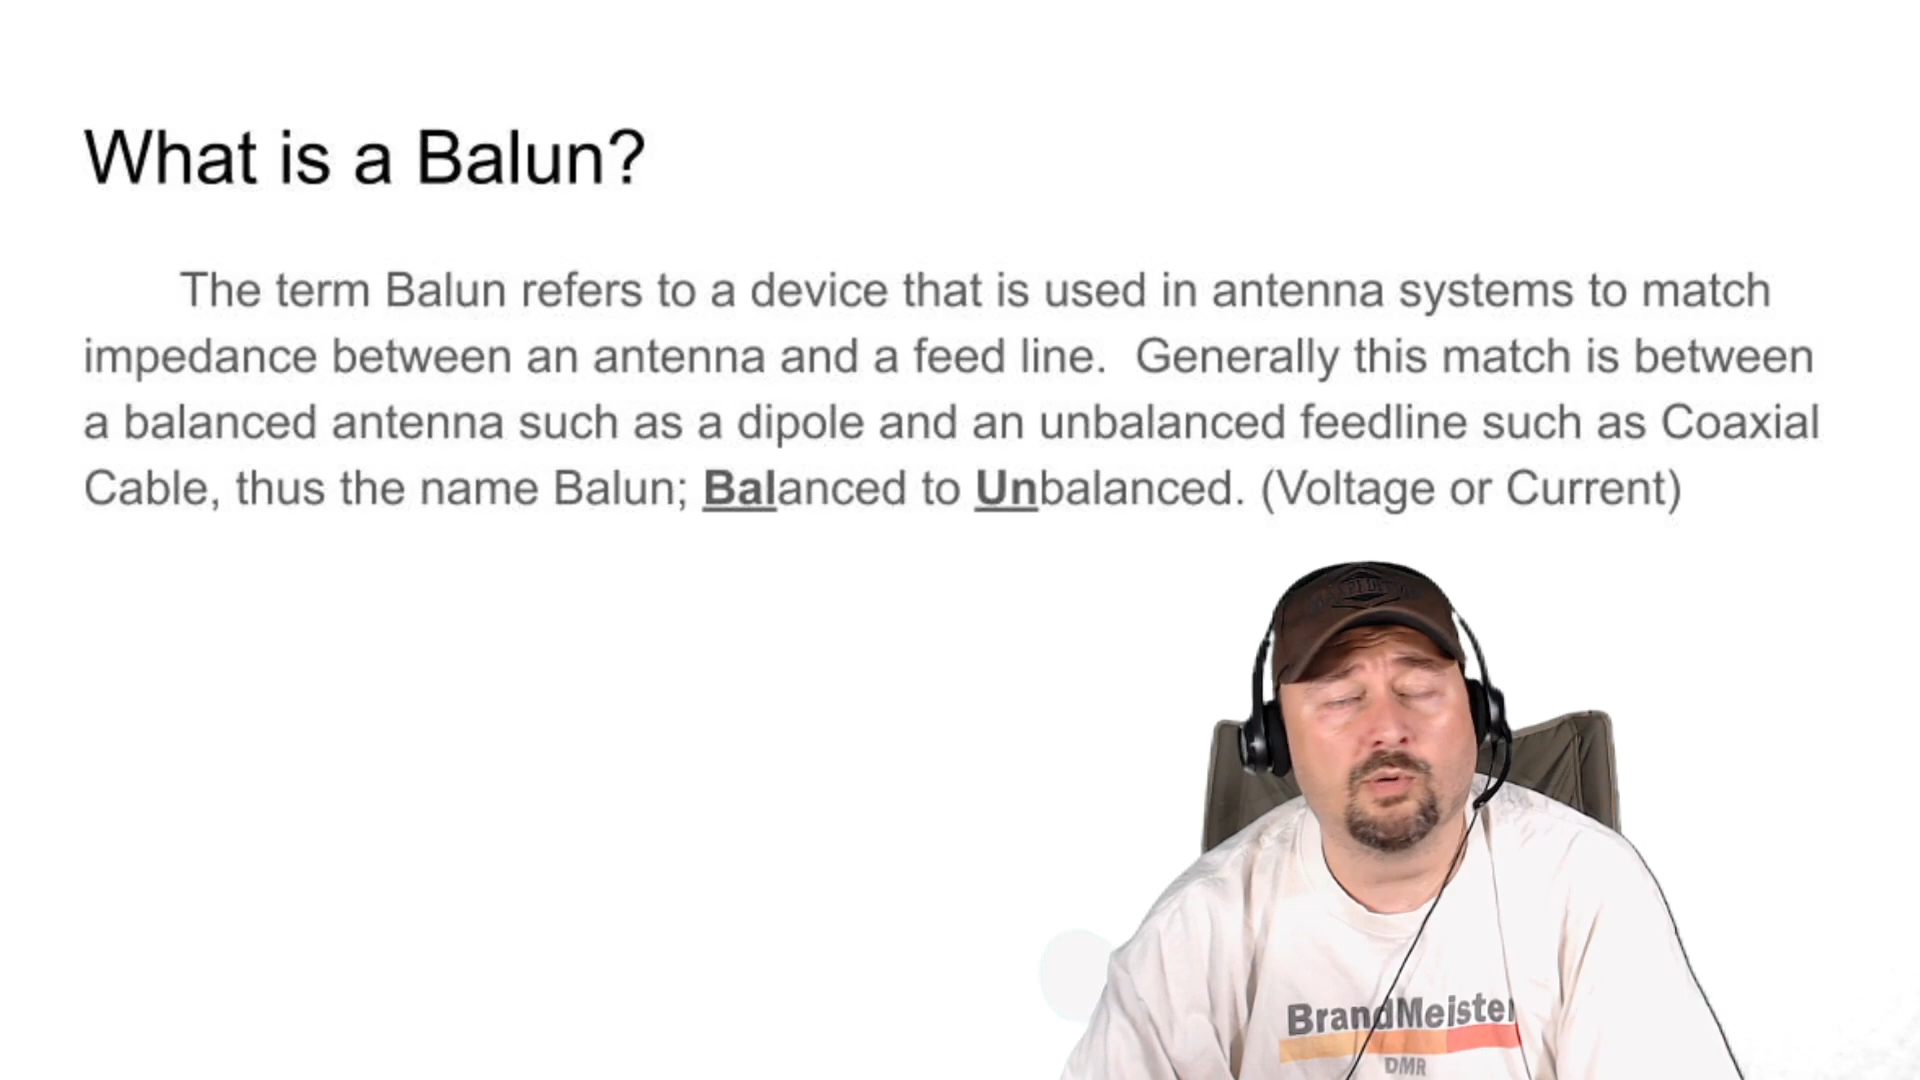 What is a Balun?
The term Balun refers to a device that is used in antenna systems to match
impedance between an antenna and a feed line.  Generally this match is between
a balanced antenna such as a dipole and an unbalanced feedline such as Coaxial
Cable, thus the name Balun; Balanced to Unbalanced. (Voltage or Current)
BrandMeister
DMR